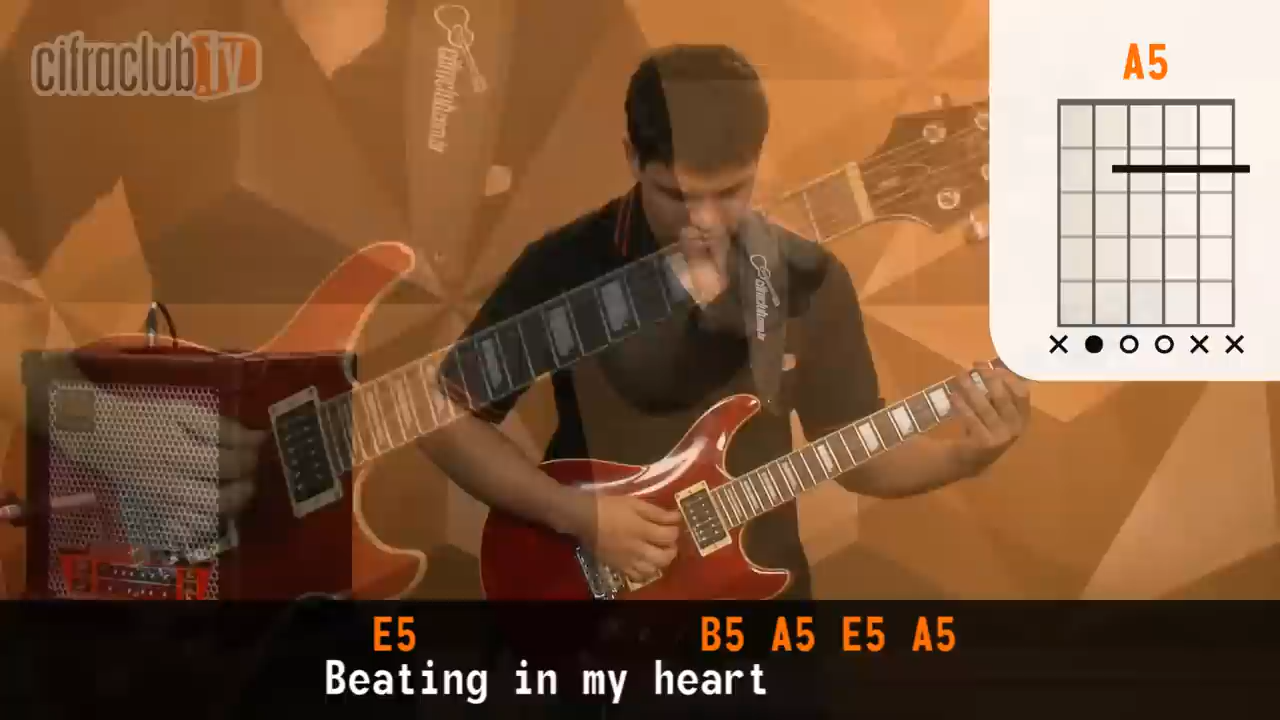 cifraclub.tv
A5
X ● O O X X
E5 B5 A5 E5 A5
Beating in my heart